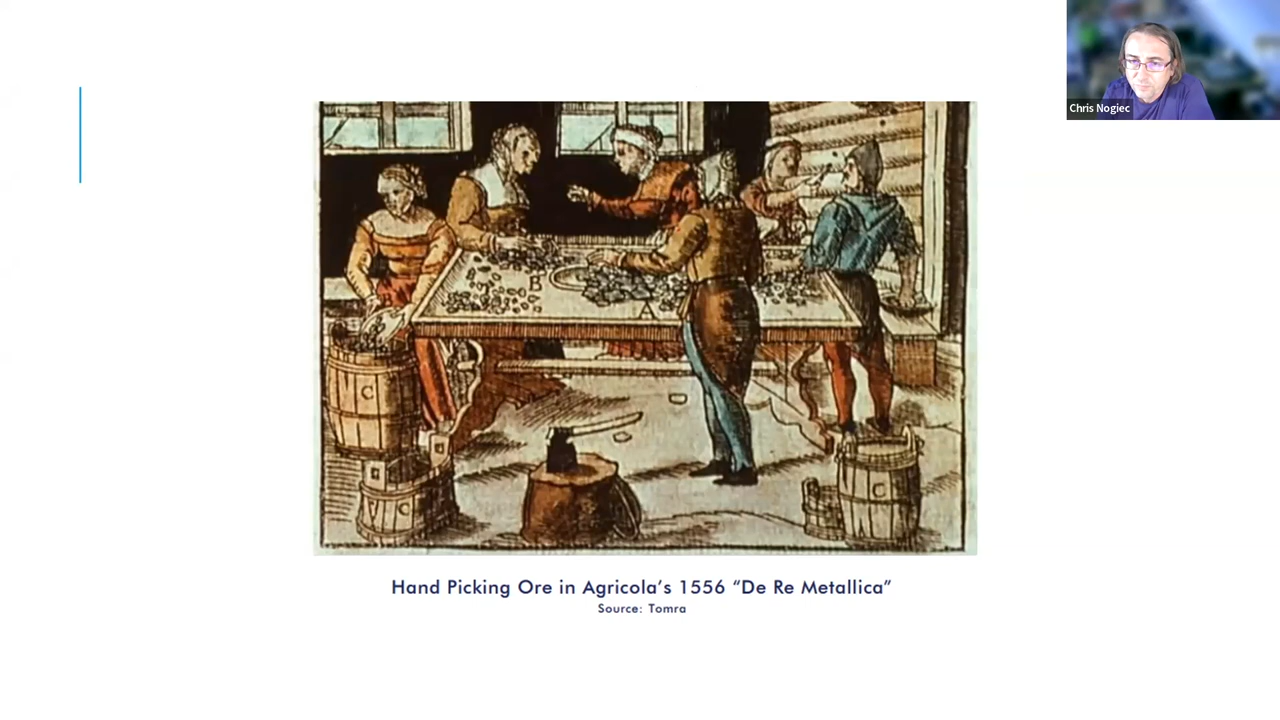 Chris Nogiec
B
A
B
C
C
C
Hand Picking Ore in Agricola's 1556 “De Re Metallica”
Source: Tomra